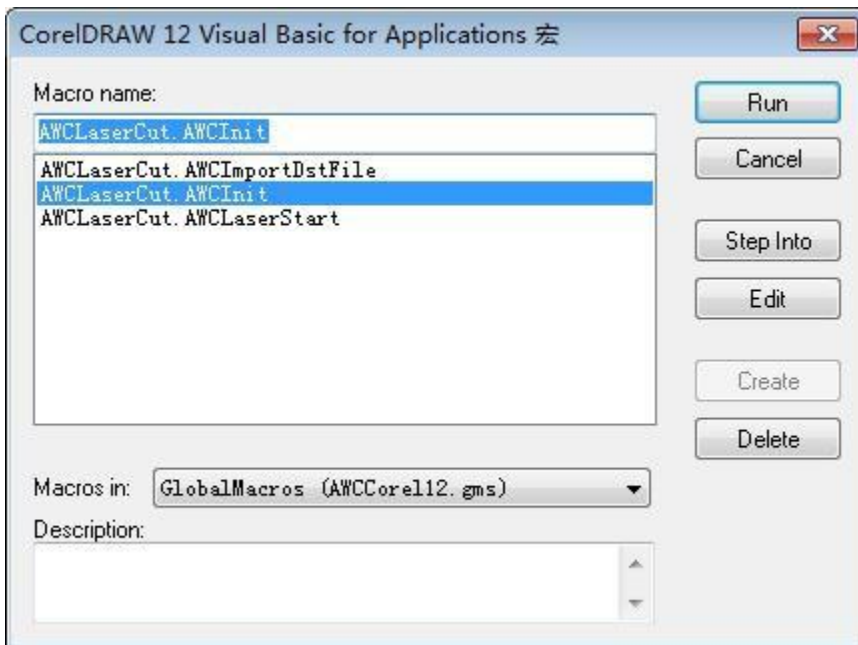 CorelDRAW 12 Visual Basic for Applications 宏
Macro name:
AWCLaserCut.AWCInit
AWCLaserCut.AWCImportDstFile
AWCLaserCut.AWCInit
AWCLaserCut.AWCLaserStart
Run
Cancel
Step Into
Edit
Create
Delete
Macros in: GlobalMacros (AWCCorel12.gms)
Description: